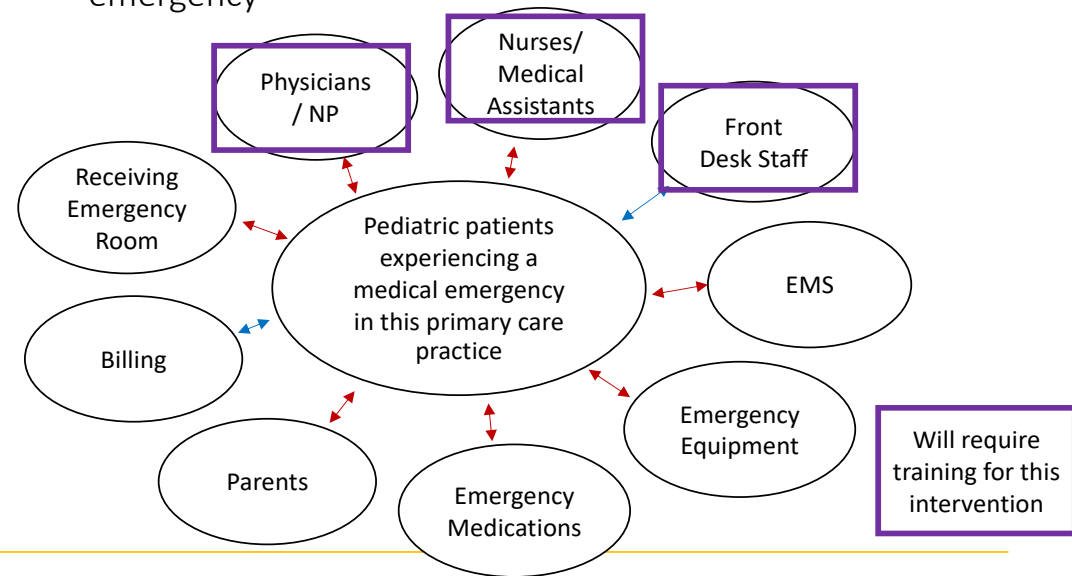 emergency
Physicians
/ NP
Nurses/
Medical
Assistants
Front
Desk Staff
Receiving
Emergency
Room
Pediatric patients
experiencing a
medical emergency
in this primary care
practice
EMS
Billing
Emergency
Equipment
Parents
Emergency
Medications
Will require
training for this
intervention